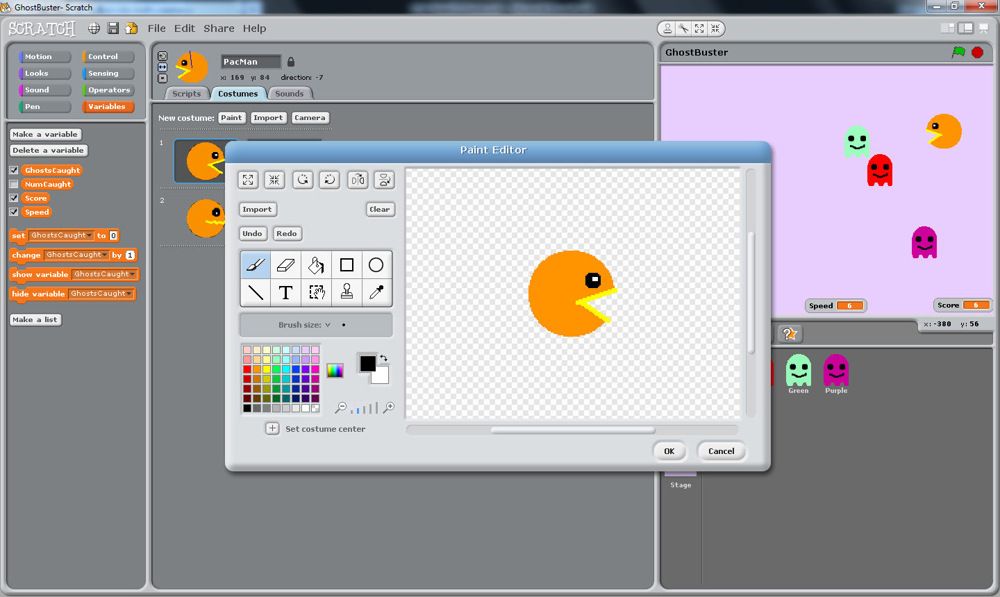 GhostBuster- Scratch
SCRATCH File Edit Share Help
Motion Control
Looks Sensing
Sound Operators
Pen Variables
Make a variable
Delete a variable
GhostsCaught
NumCaught
Score
Speed
set GhostsCaught to 0
change GhostsCaught by 1
show variable GhostsCaught
hide variable GhostsCaught
Make a list
PacMan
x: 169 y: 84 direction: -7
Scripts Costumes Sounds
New costume: Paint Import Camera
1
2
Paint Editor
Import Clear
Undo Redo
T
Brush size:
Set costume center
OK Cancel
GhostBuster
Speed 6 Score 6
x: -380 y: 56
Green Purple
Stage